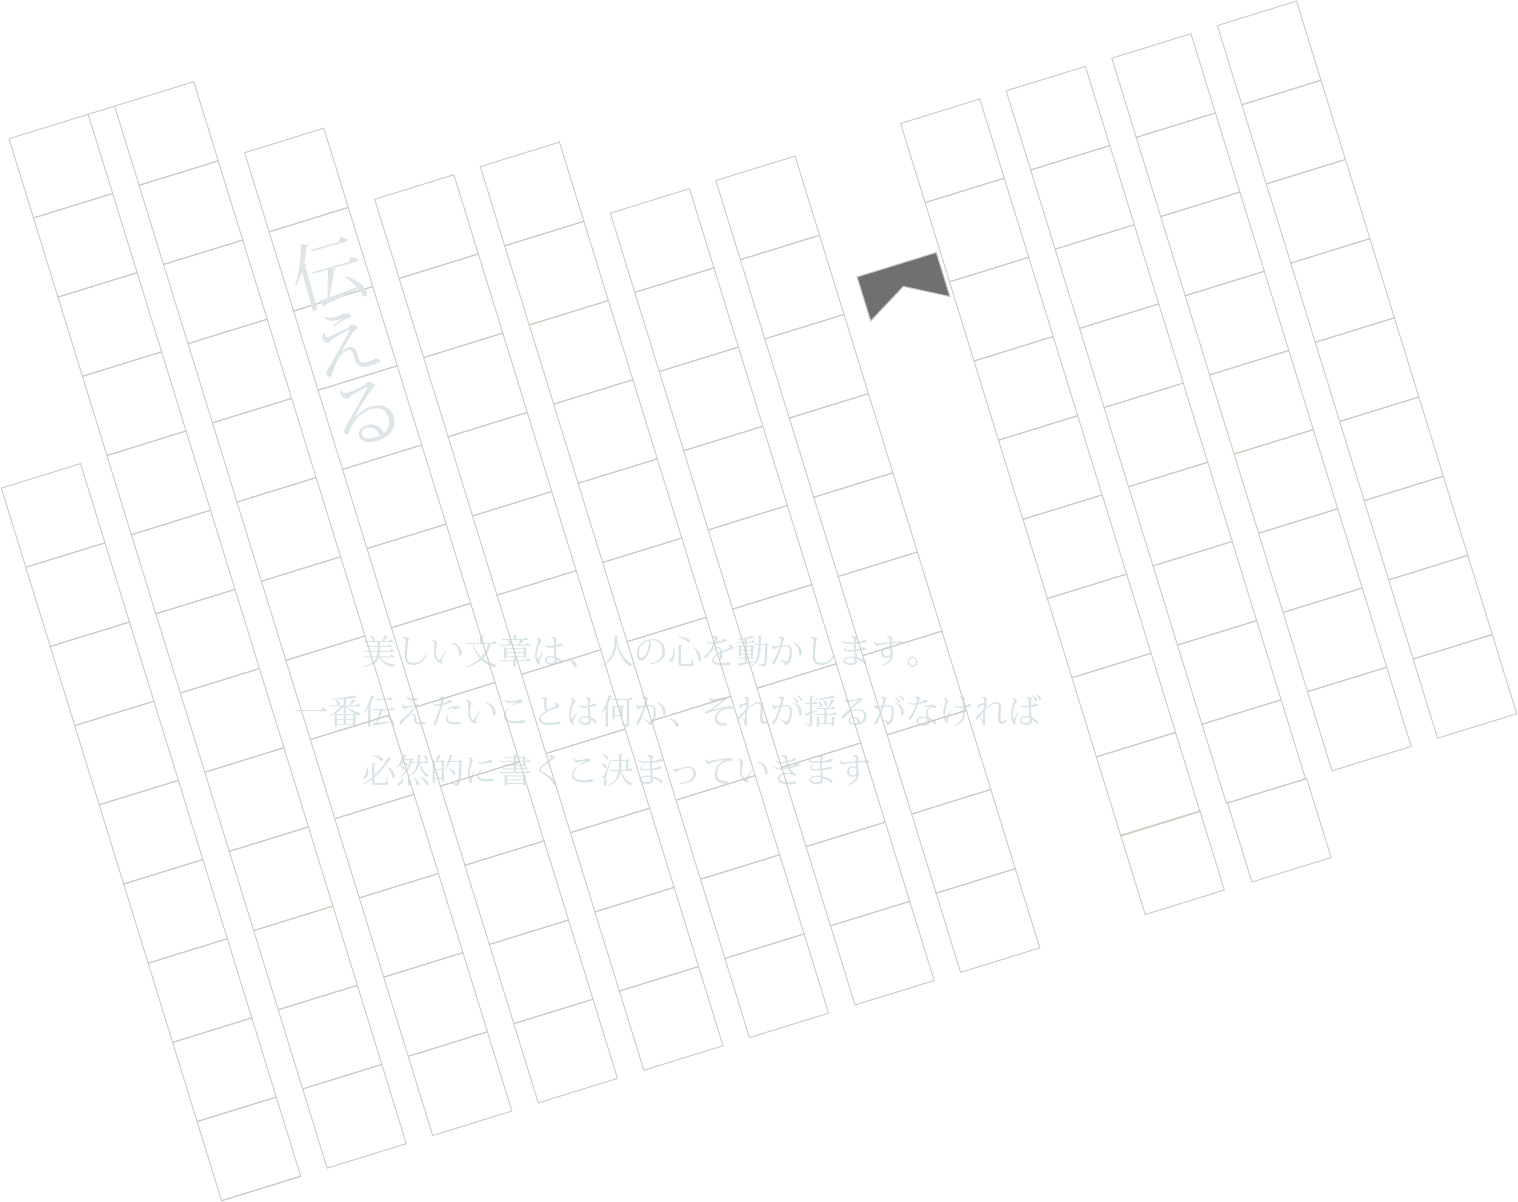 伝える
美しい文章は、人の心を動かします。
一番伝えたいことは何か、それが揺るがなければ
必然的に書くこ決まっていきます